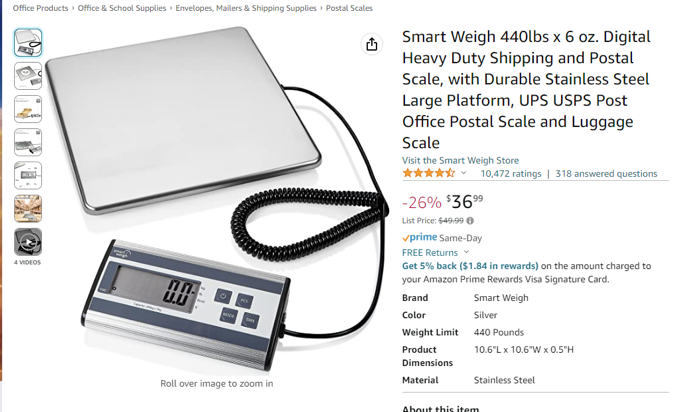 Office Products › Office & School Supplies › Envelopes, Mailers & Shipping Supplies › Postal Scales
4 VIDEOS
smart
weigh
0.0
PCS
Roll over image to zoom in
Smart Weigh 440lbs x 6 oz. Digital
Heavy Duty Shipping and Postal
Scale, with Durable Stainless Steel
Large Platform, UPS USPS Post
Office Postal Scale and Luggage
Scale
Visit the Smart Weigh Store
10,472 ratings | 318 answered questions
-26% $36 99
List Price: $49.99
prime Same-Day
FREE Returns
Get 5% back ($1.84 in rewards) on the amount charged to
your Amazon Prime Rewards Visa Signature Card.
Brand Smart Weigh
Color Silver
Weight Limit 440 Pounds
Product Dimensions 10.6"L x 10.6"W x 0.5"H
Material Stainless Steel
About this item